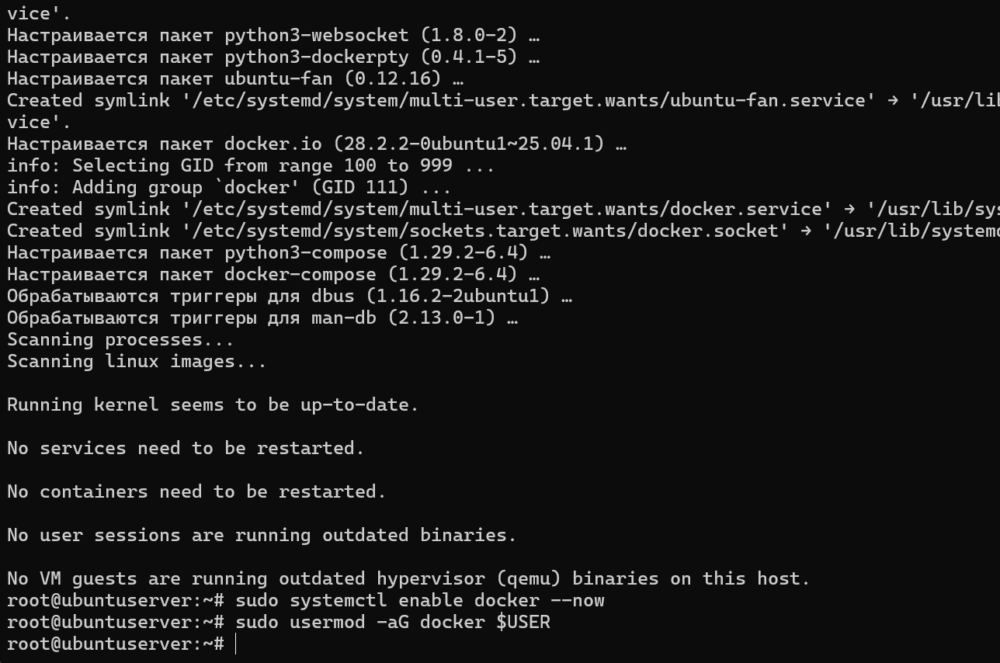 vice'.
Настраивается пакет python3-websocket (1.8.0-2) …
Настраивается пакет python3-dockerpty (0.4.1-5) …
Настраивается пакет ubuntu-fan (0.12.16) …
Created symlink '/etc/systemd/system/multi-user.target.wants/ubuntu-fan.service' → '/usr/lib
vice'.
Настраивается пакет docker.io (28.2.2-0ubuntu1~25.04.1) …
info: Selecting GID from range 100 to 999 ...
info: Adding group `docker' (GID 111) ...
Created symlink '/etc/systemd/system/multi-user.target.wants/docker.service' → '/usr/lib/sys
Created symlink '/etc/systemd/system/sockets.target.wants/docker.socket' → '/usr/lib/systemd
Настраивается пакет python3-compose (1.29.2-6.4) …
Настраивается пакет docker-compose (1.29.2-6.4) …
Обрабатываются триггеры для dbus (1.16.2-2ubuntu1) …
Обрабатываются триггеры для man-db (2.13.0-1) …
Scanning processes...
Scanning linux images...
Running kernel seems to be up-to-date.
No services need to be restarted.
No containers need to be restarted.
No user sessions are running outdated binaries.
No VM guests are running outdated hypervisor (qemu) binaries on this host.
root@ubuntuserver:~# sudo systemctl enable docker --now
root@ubuntuserver:~# sudo usermod -aG docker $USER
root@ubuntuserver:~#